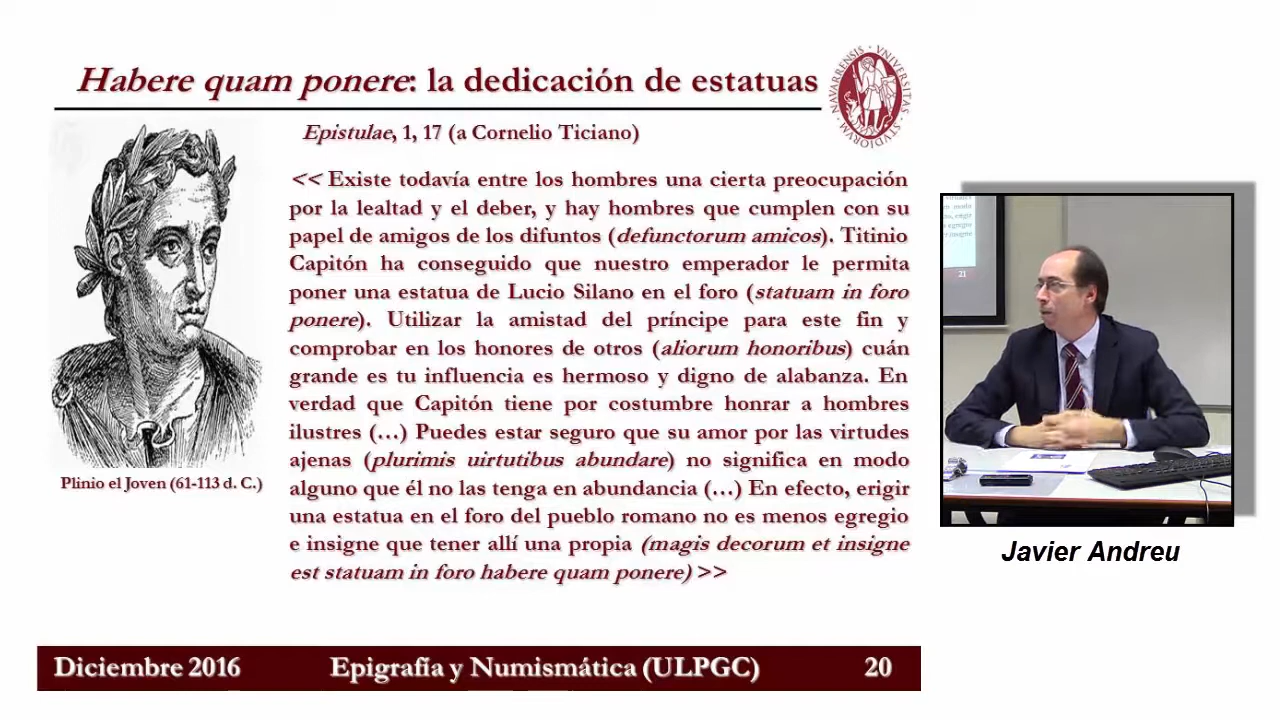 Habere quam ponere: la dedicación de estatuas
NAVARRENSIS VNIVERSITAS STVDIORVM
Epistulae, 1, 17 (a Cornelio Ticiano)
<< Existe todavía entre los hombres una cierta preocupación
por la lealtad y el deber, y hay hombres que cumplen con su
papel de amigos de los difuntos (defunctorum amicos). Titinio
Capitón ha conseguido que nuestro emperador le permita
poner una estatua de Lucio Silano en el foro (statuam in foro
ponere). Utilizar la amistad del príncipe para este fin y
comprobar en los honores de otros (aliorum honoribus) cuán
grande es tu influencia es hermoso y digno de alabanza. En
verdad que Capitón tiene por costumbre honrar a hombres
ilustres (…) Puedes estar seguro que su amor por las virtudes
ajenas (plurimis uirtutibus abundare) no significa en modo
alguno que él no las tenga en abundancia (…) En efecto, erigir
una estatua en el foro del pueblo romano no es menos egregio
e insigne que tener allí una propia (magis decorum et insigne
est statuam in foro habere quam ponere) >>
Plinio el Joven (61-113 d. C.)
21
Javier Andreu
Diciembre 2016 Epigrafía y Numismática (ULPGC) 20